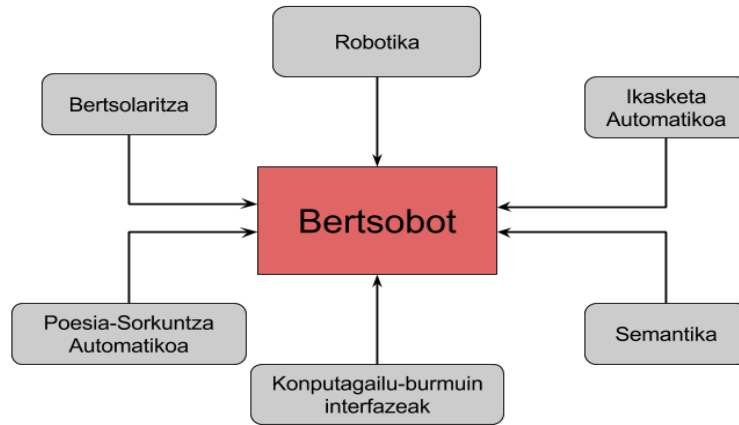 Robotika
Bertsolaritza
Ikasketa
Automatikoa
Bertsobot
Poesia-Sorkuntza
Automatikoa
Semantika
Konputagailu-burmuin
interfazeak